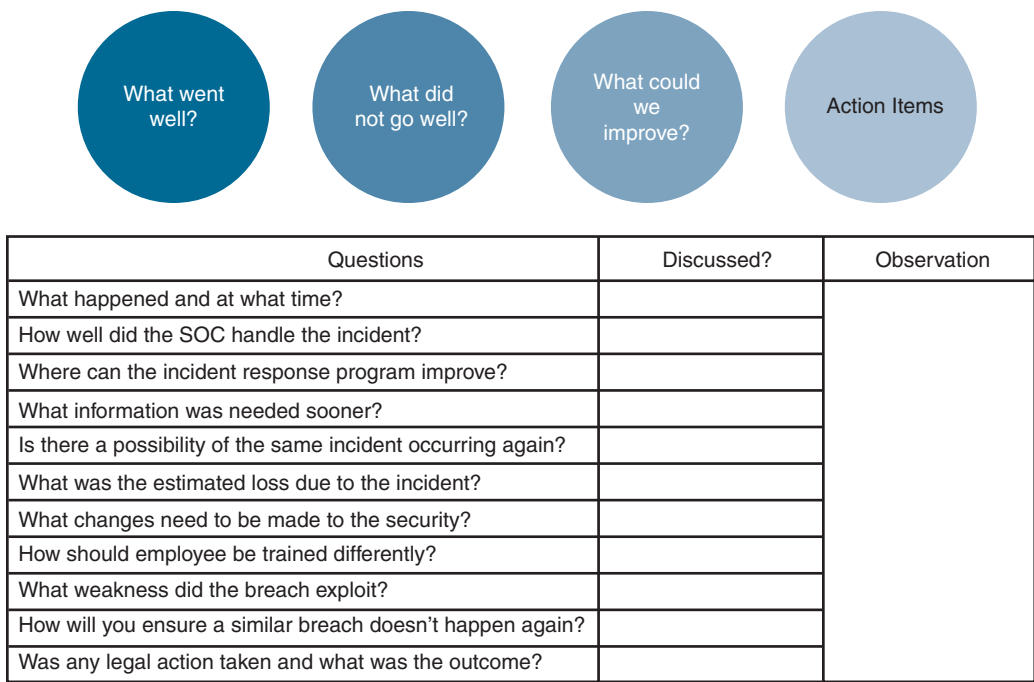 What went
well?
What did
not go well?
What could
we
improve?
Action Items
Questions Discussed? Observation
What happened and at what time?
How well did the SOC handle the incident?
Where can the incident response program improve?
What information was needed sooner?
Is there a possibility of the same incident occurring again?
What was the estimated loss due to the incident?
What changes need to be made to the security?
How should employee be trained differently?
What weakness did the breach exploit?
How will you ensure a similar breach doesn't happen again?
Was any legal action taken and what was the outcome?